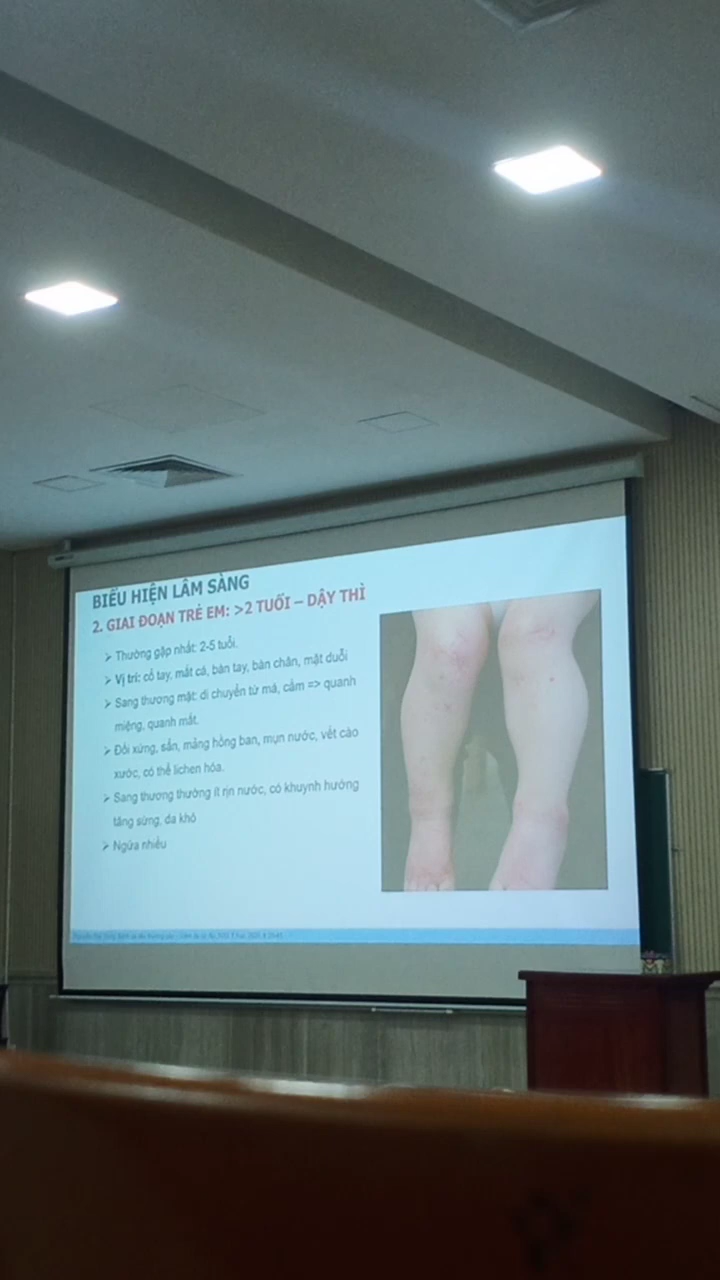 BIỂU HIỆN LÂM SÀNG
2. GIAI ĐOẠN TRẺ EM: >2 TUỔI – DẬY THÌ
➢ Thường gặp nhất: 2-5 tuổi.
➢ Vị trí: cổ tay, mắt cá, bàn tay, bàn chân, mặt duỗi
➢ Sang thương mặt: di chuyển từ má, cằm => quanh
miệng, quanh mắt.
➢ Đối xứng, sẩn, mảng hồng ban, mụn nước, vết cào
xước, có thể lichen hóa.
➢ Sang thương thường ít rịn nước, có khuynh hướng
tăng sừng, da khô
➢ Ngứa nhiều